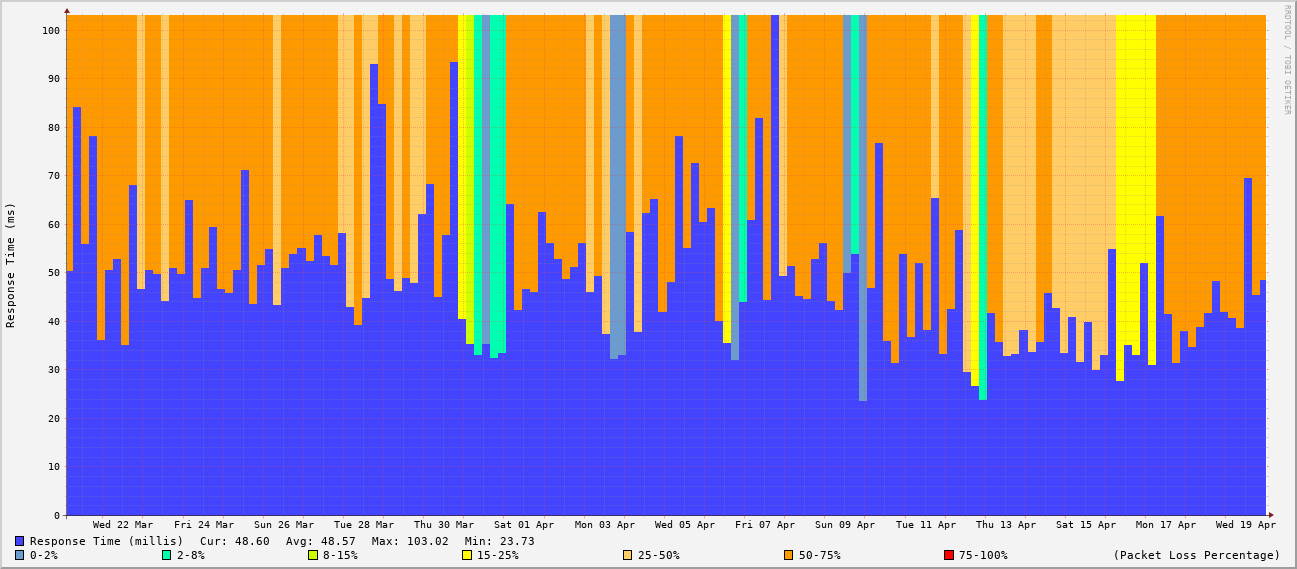 RRDTOOL / TOBI OETIKER
Response Time (ms)
100
90
80
70
60
50
40
30
20
10
0
Wed 22 Mar Fri 24 Mar Sun 26 Mar Tue 28 Mar Thu 30 Mar Sat 01 Apr Mon 03 Apr Wed 05 Apr Fri 07 Apr Sun 09 Apr Tue 11 Apr Thu 13 Apr Sat 15 Apr Mon 17 Apr Wed 19 Apr
Response Time (millis) Cur: 48.60 Avg: 48.57 Max: 103.02 Min: 23.73
0-2% 2-8% 8-15% 15-25% 25-50% 50-75% 75-100% (Packet Loss Percentage)